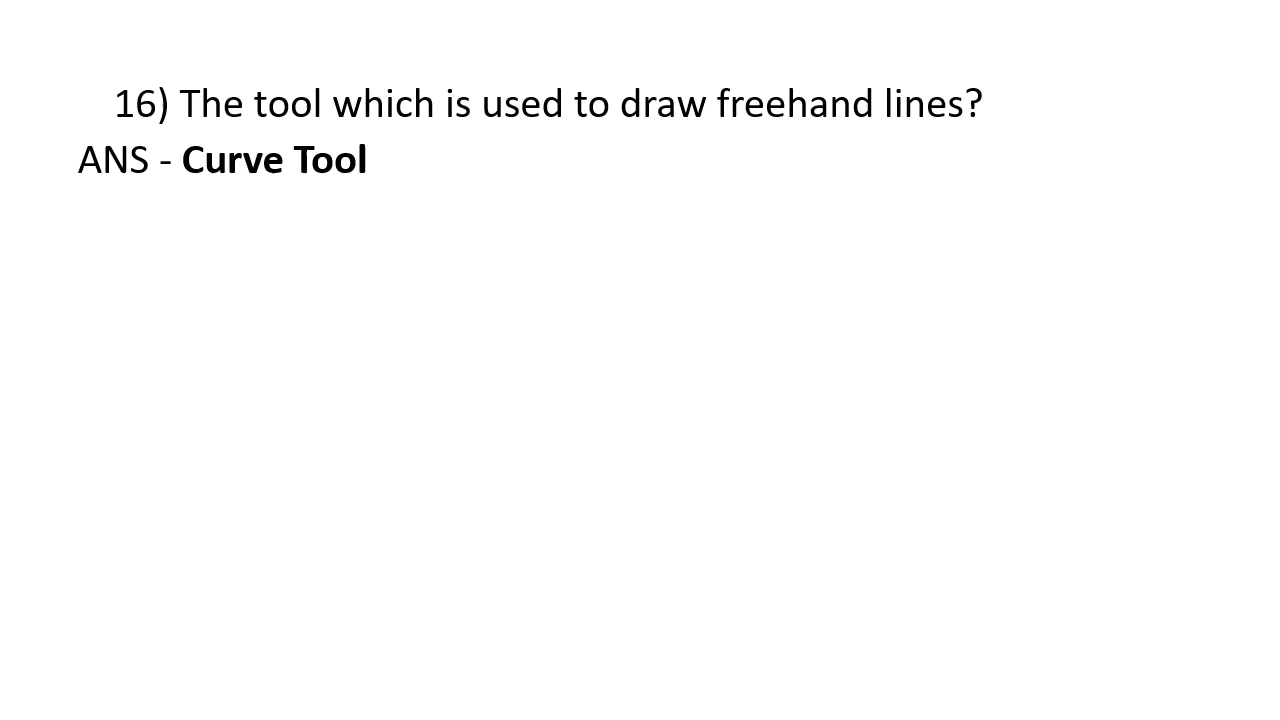 16) The tool which is used to draw freehand lines?
ANS - Curve Tool